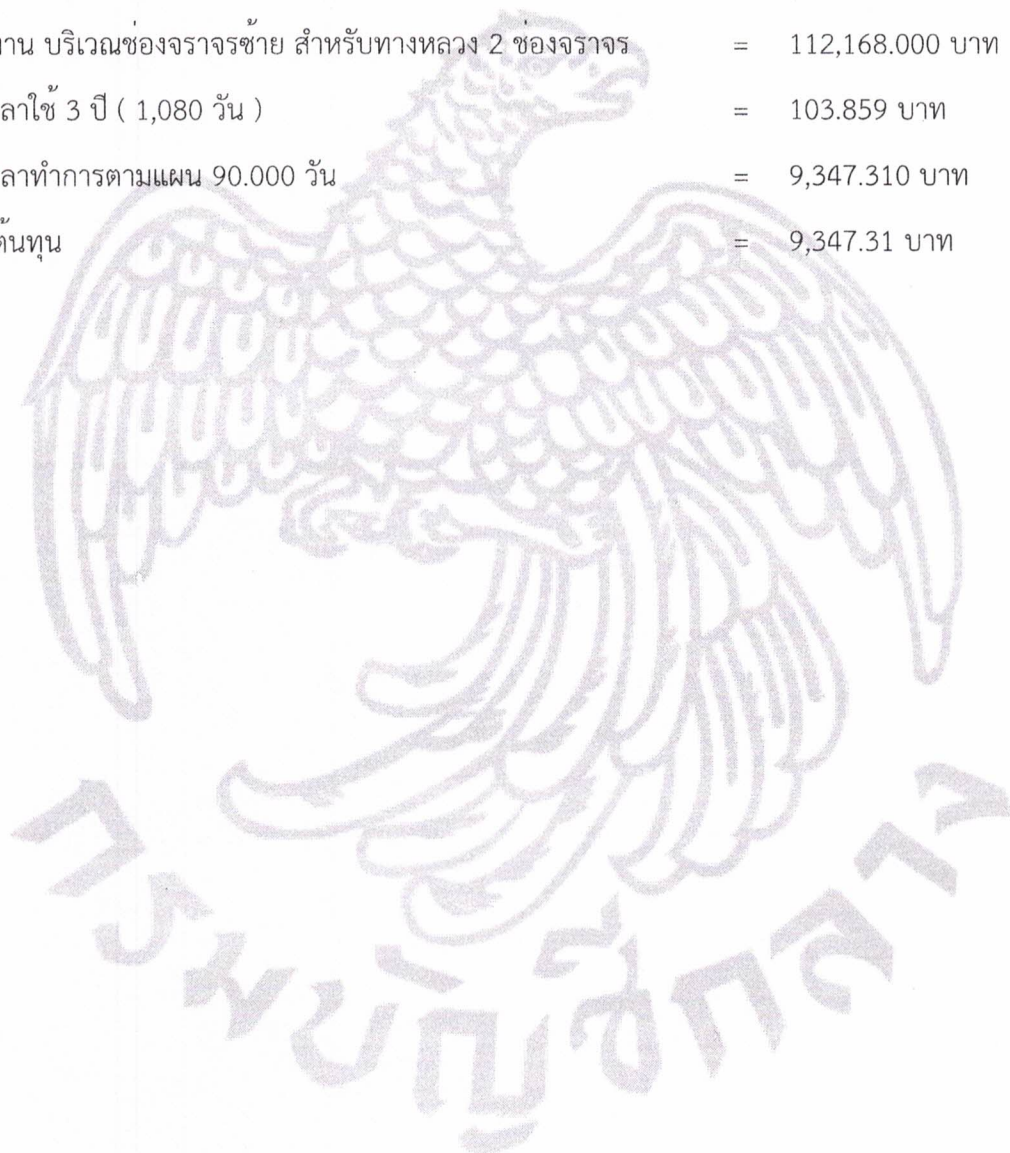 งาน บริเวณช่องจราจรซ้าย สำหรับทางหลวง 2 ช่องจราจร = 112,168.000 บาท
ลาใช้ 3 ปี ( 1,080 วัน ) = 103.859 บาท
ลาทำการตามแผน 90.000 วัน = 9,347.310 บาท
ต้นทุน = 9,347.31 บาท
กรมบัญชีกลาง